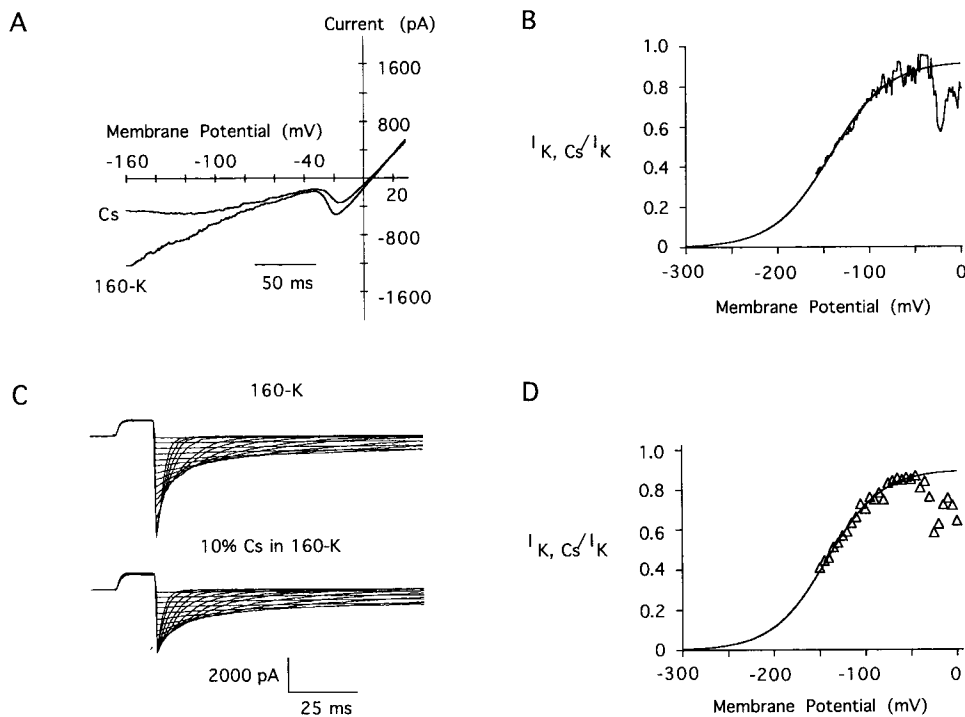 A
Current (pA)
1600
800
Membrane Potential (mV)
-160
-100
-40
20
Cs
-800
160-K
50 ms
-1600
B
1.0
0.8
I K, Cs/I K
0.6
0.4
0.2
0
-300
-200
-100
0
Membrane Potential (mV)
C
160-K
10% Cs in 160-K
2000 pA
25 ms
D
1.0
0.8
I K, Cs/I K
0.6
0.4
0.2
0
-300
-200
-100
0
Membrane Potential (mV)